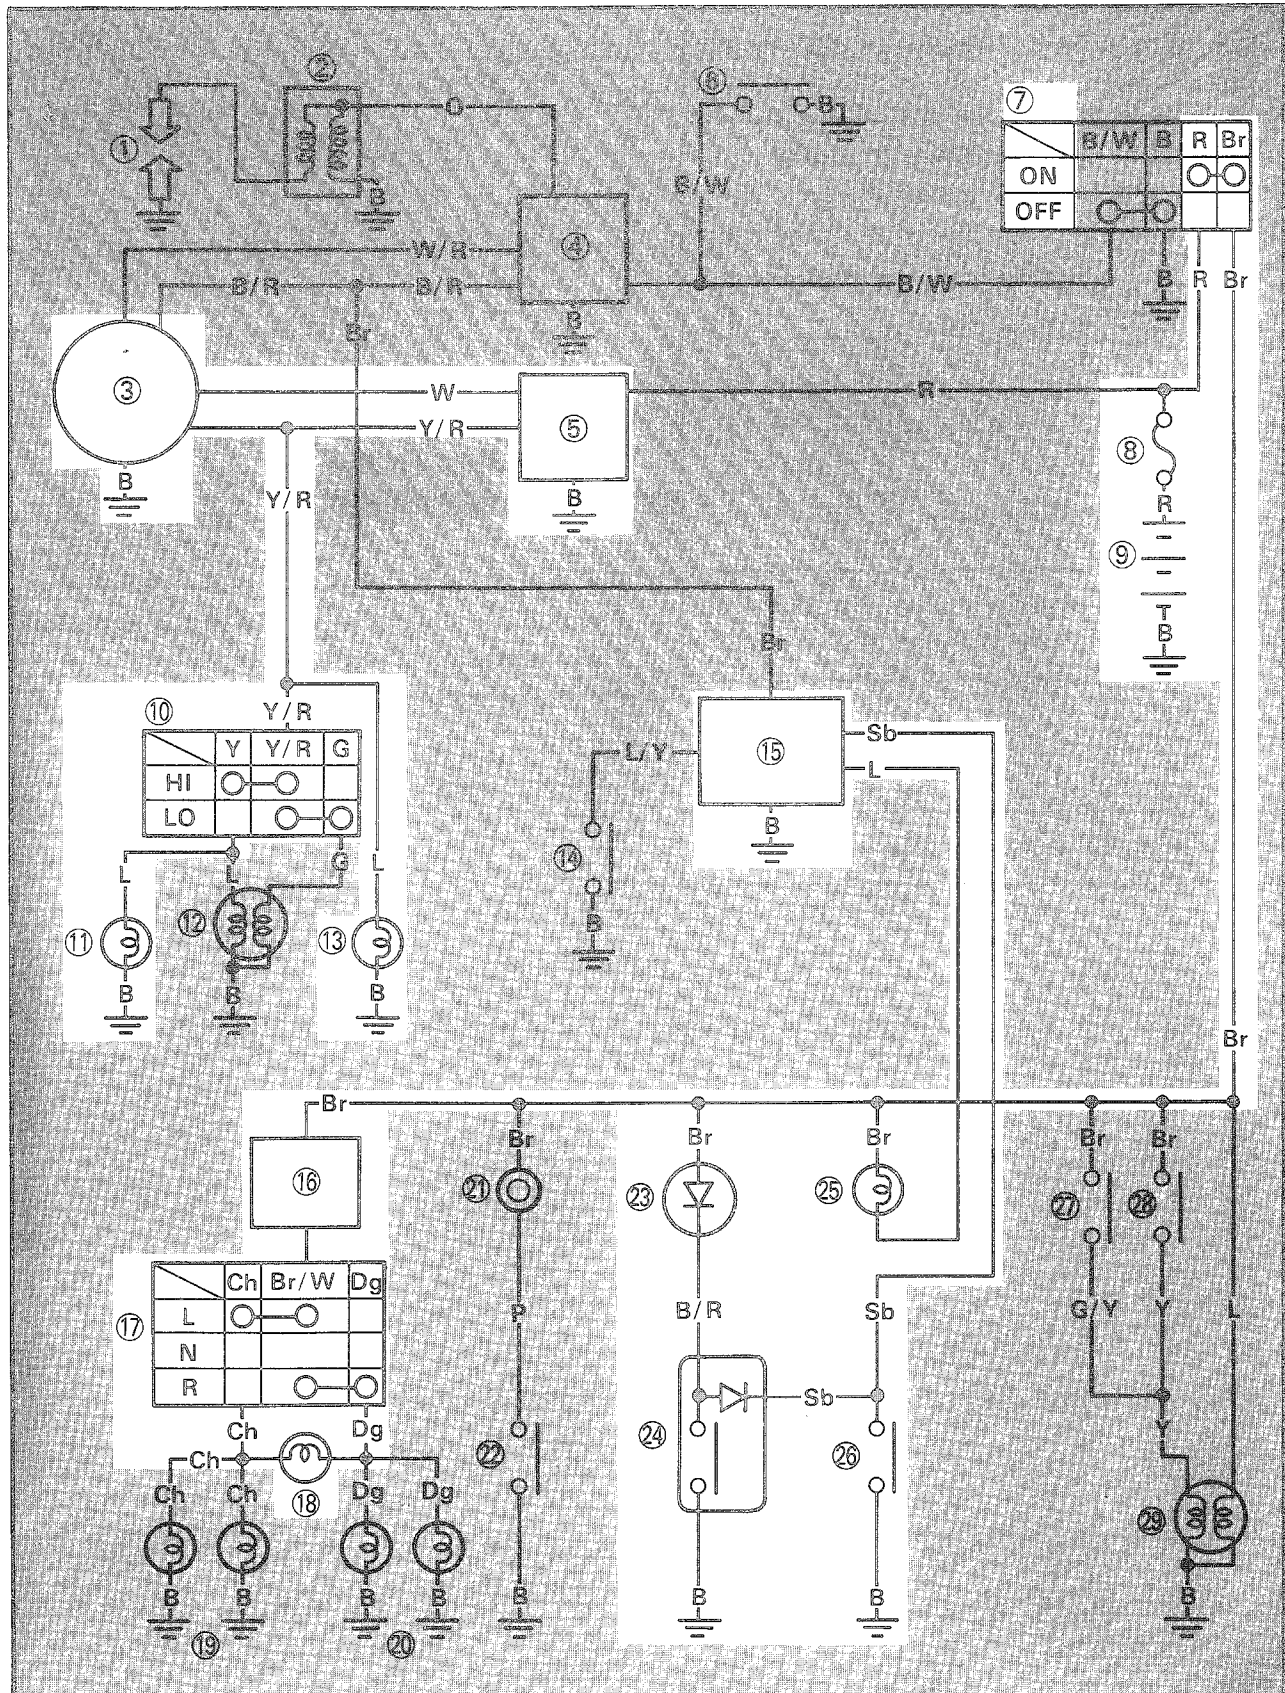 ②
⑥
⑦
①
O
B
B/W B R Br
ON
OFF
B
B/W
W/R
④
B/R B/R
B/W
B R Br
Br
B
③
W
⑤
R
Y/R
⑧
B
Y/R
B
R
⑨
B
Br
⑩
Y/R
Y Y/R G
HI
LO
L/Y
⑮
Sb
L
B
L L G L
⑭
⑪ ⑫ ⑬
B
B B B
Br
Br
Br Br Br Br Br
⑯
㉑ ㉓ ㉕ ㉗ ㉘
Ch Br/W Dg
⑰
L
N
R
P B/R Sb G/Y Y L
Sb
Ch Dg
㉒ ㉔ ㉖
Y
Ch
⑱
Ch Ch Dg Dg
㉙
B B B B B B B B
⑲ ⑳